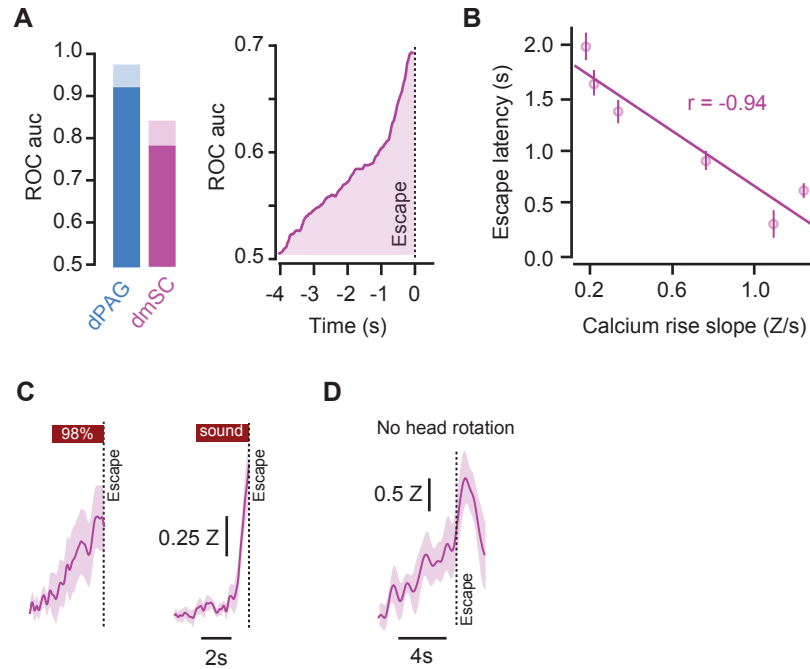 A
ROC auc
1.0
0.9
0.8
0.7
0.6
0.5
dPAG
dmSC
ROC auc
0.7
0.6
0.5
Escape
-4 -3 -2 -1 0
Time (s)
B
Escape latency (s)
2.0
1.5
1.0
0.5
0.0
r = -0.94
0.2 0.6 1.0
Calcium rise slope (Z/s)
C
98%
Escape
sound
Escape
0.25 Z
2s
D
No head rotation
0.5 Z
Escape
4s